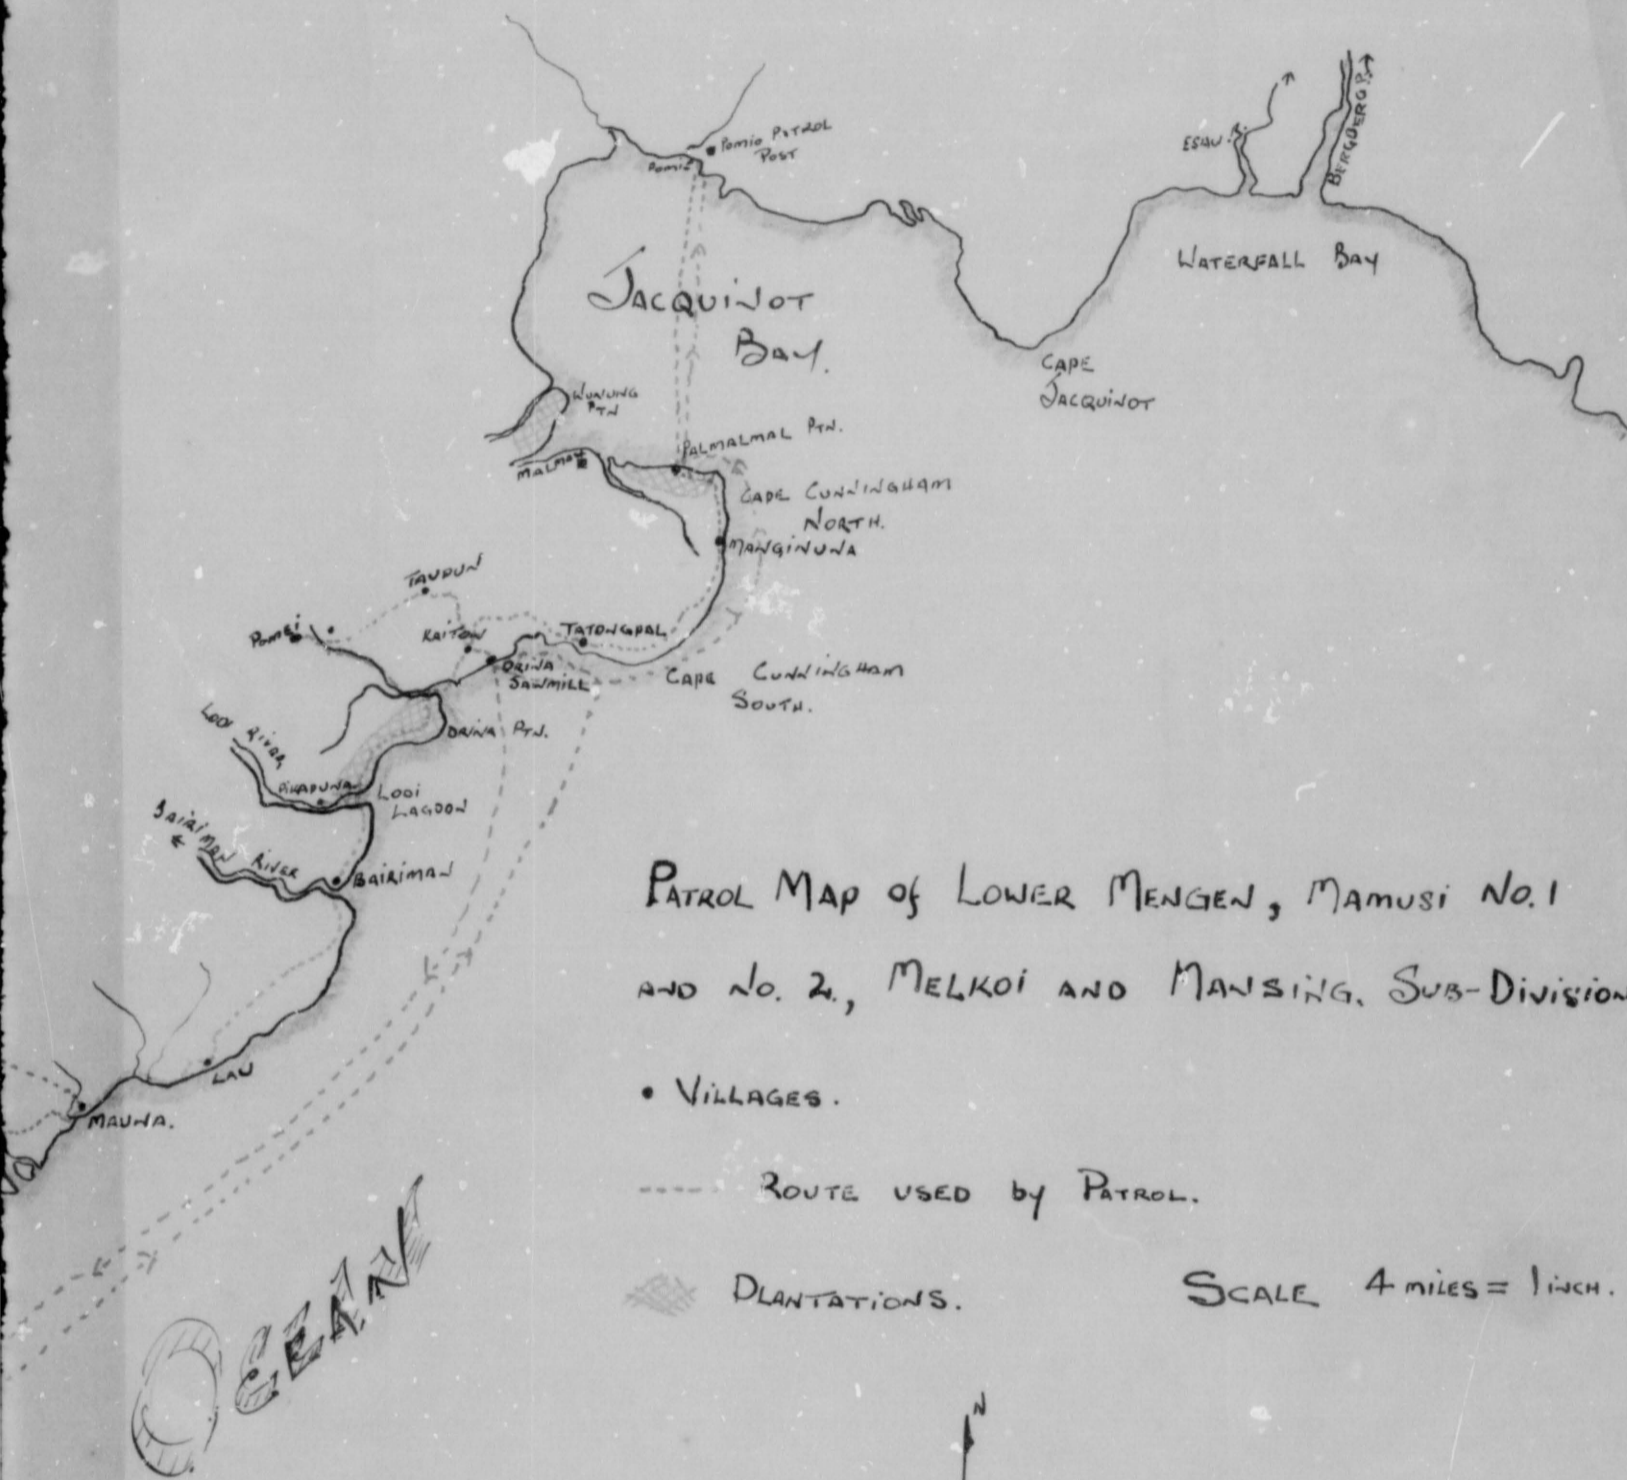 Pomio Patrol
Post
Pomio
Esau R.
Bergberg R.
Waterfall Bay
Jacquinot
Bay.
Cape
Jacquinot
Wunung
Ptn
Malmal
Palmalmal Ptn.
Cape Cunningham
North.
Manginuna
Taupun
Pomai
Kaiton
Tatongpal
Drina
Sawmill
Cape Cunningham
South.
Looi River
Drina Ptn.
Pikapuna
Looi
Lagoon
Bairiman River
Bairiman
Patrol Map of Lower Mengen, Mamusi No. 1
and No. 2., Melkoi and Mansing. Sub-Division
Lau
Villages.
Mauna.
Route used by Patrol.
Plantations.
Scale 4 miles = 1 inch.
Ocean
N